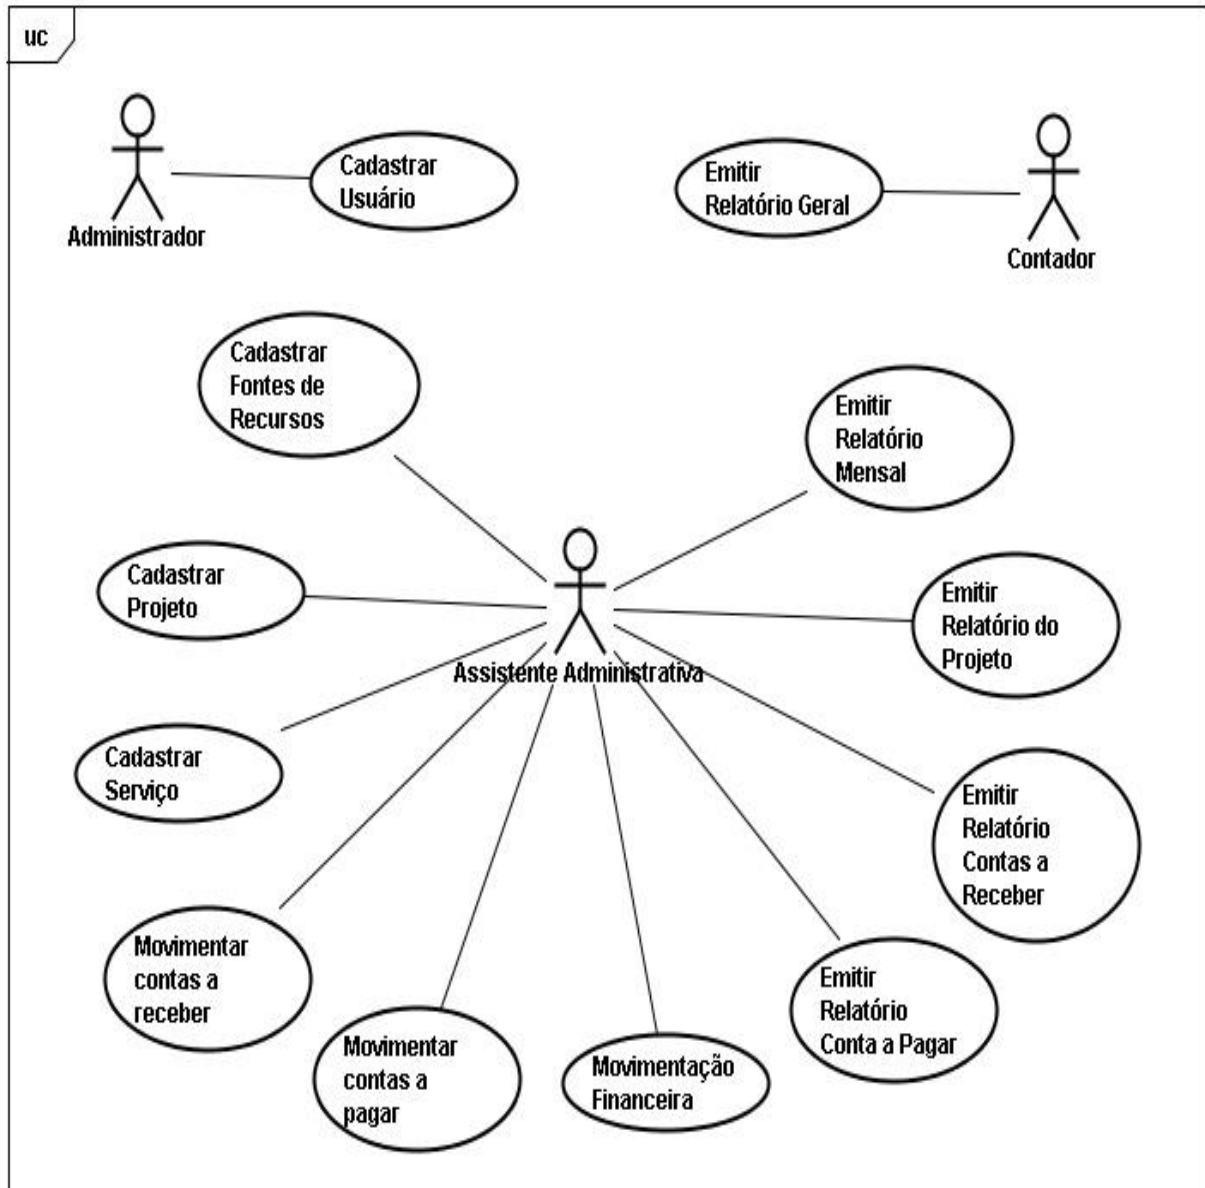 uc
Administrador
Cadastrar
Usuário
Emitir
Relatório Geral
Contador
Cadastrar
Fontes de
Recursos
Emitir
Relatório
Mensal
Cadastrar
Projeto
Assistente Administrativa
Emitir
Relatório do
Projeto
Cadastrar
Serviço
Emitir
Relatório
Contas a
Receber
Movimentar
contas a
receber
Movimentar
contas a
pagar
Movimentação
Financeira
Emitir
Relatório
Conta a Pagar